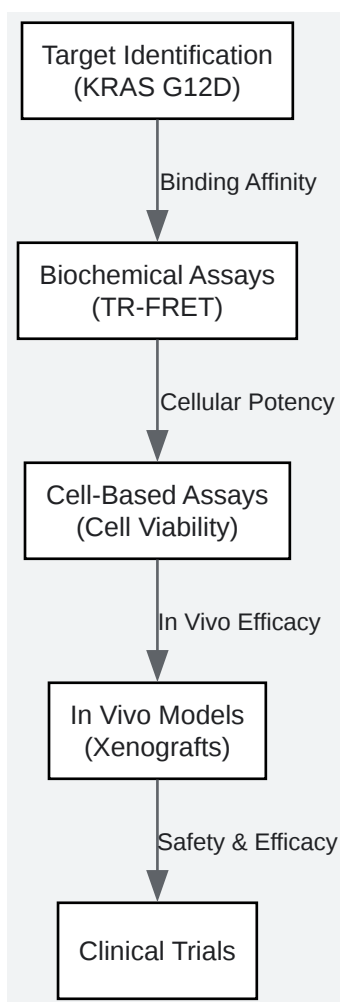 Target Identification
(KRAS G12D)
Binding Affinity
Biochemical Assays
(TR-FRET)
Cellular Potency
Cell-Based Assays
(Cell Viability)
In Vivo Efficacy
In Vivo Models
(Xenografts)
Safety & Efficacy
Clinical Trials